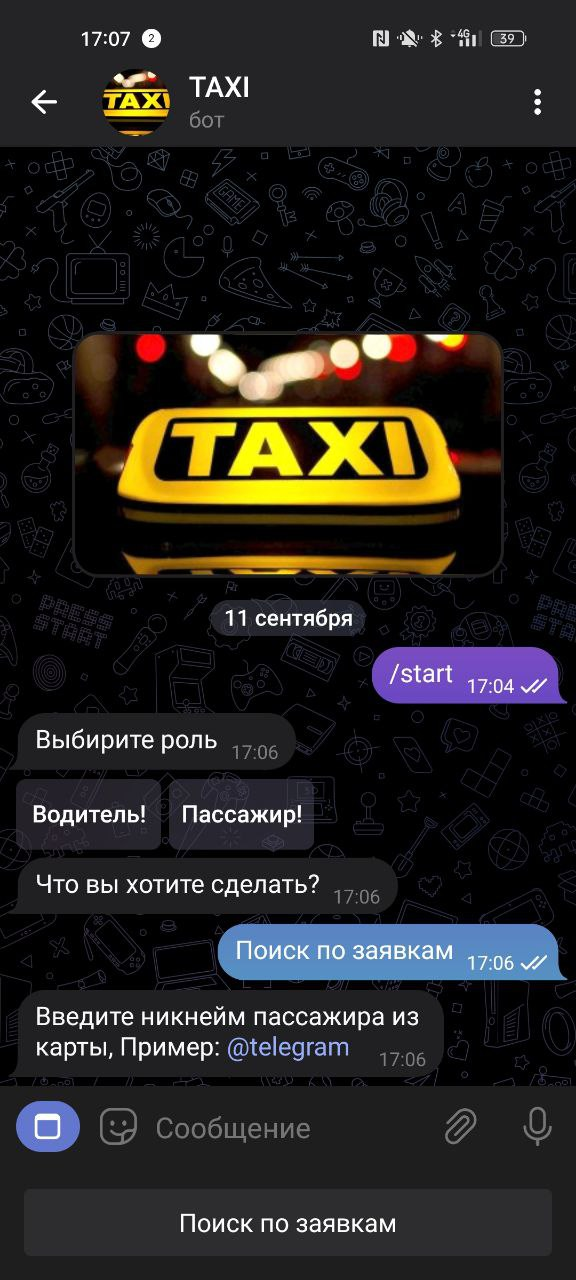 17:07 2 4G 39
TAXI
TAXI
бот
TAXI
11 сентября
/start 17:04
Выбирите роль 17:06
Водитель! Пассажир!
Что вы хотите сделать? 17:06
Поиск по заявкам 17:06
Введите никнейм пассажира из
карты, Пример: @telegram 17:06
Сообщение
Поиск по заявкам